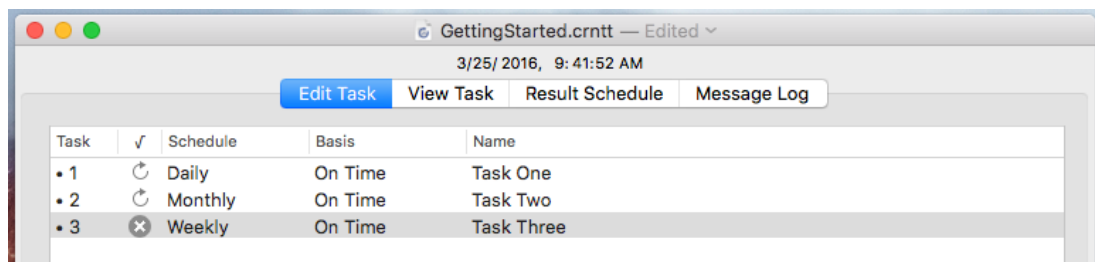 GettingStarted.crntt — Edited
3/25/2016, 9:41:52 AM
Edit Task View Task Result Schedule Message Log
Task √ Schedule Basis Name
• 1 Daily On Time Task One
• 2 Monthly On Time Task Two
• 3 Weekly On Time Task Three